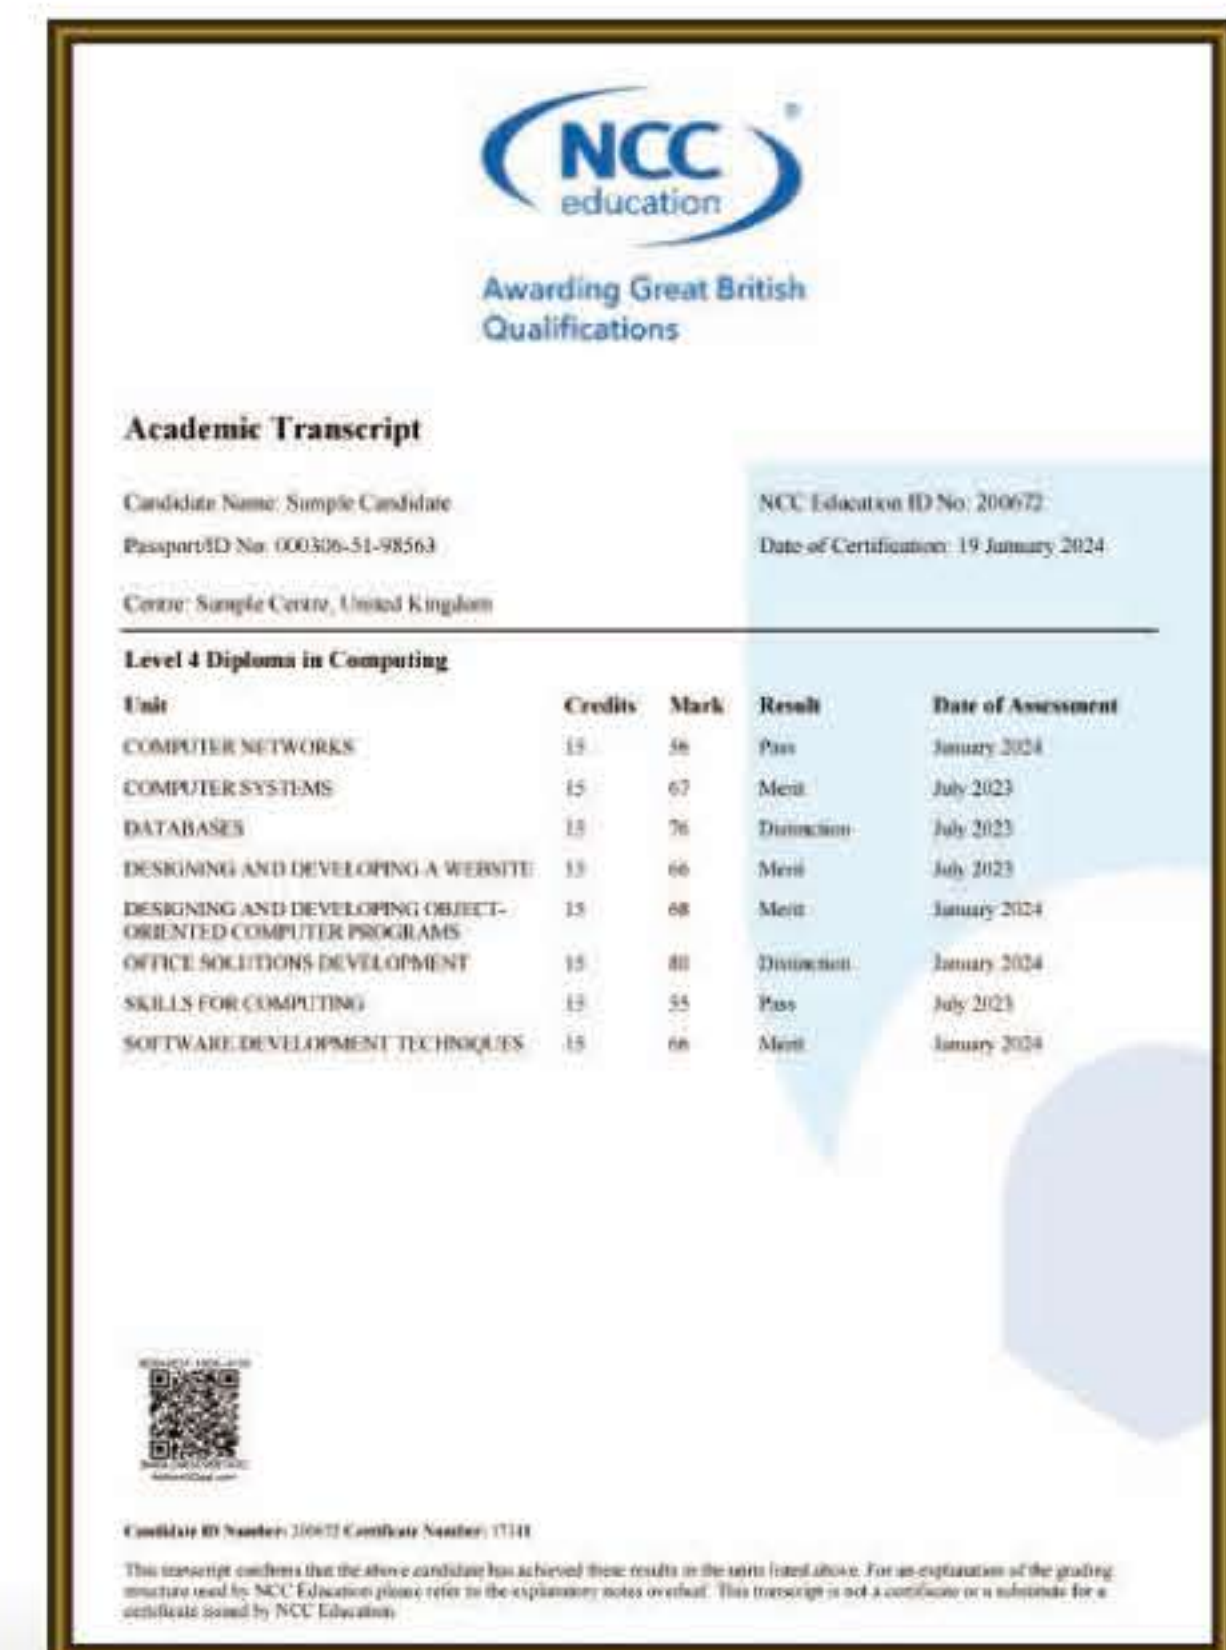 NCC
education
®
Awarding Great British
Qualifications
Academic Transcript
Candidate Name: Sample Candidate NCC Education ID No: 200672
Passport/ID No: 000306-51-98563 Date of Certification: 19 January 2024
Centre: Sample Centre, United Kingdom
Level 4 Diploma in Computing
Unit Credits Mark Result Date of Assessment
COMPUTER NETWORKS 15 56 Pass January 2024
COMPUTER SYSTEMS 15 67 Merit July 2023
DATABASES 15 76 Distinction July 2023
DESIGNING AND DEVELOPING A WEBSITE 15 66 Merit July 2023
DESIGNING AND DEVELOPING OBJECT- 15 68 Merit January 2024
ORIENTED COMPUTER PROGRAMS
OFFICE SOLUTIONS DEVELOPMENT 15 Distinction January 2024
SKILLS FOR COMPUTING 15 55 Pass July 2023
SOFTWARE DEVELOPMENT TECHNIQUES 15 66 Merit January 2024
Candidate ID Number: 200672 Certificate Number:
This transcript confirms that the above candidate has achieved these results in the units listed above. For an explanation of the grading
structure used by NCC Education please refer to the explanatory notes overleaf. This transcript is not a certificate or a substitute for a
certificate issued by NCC Education.